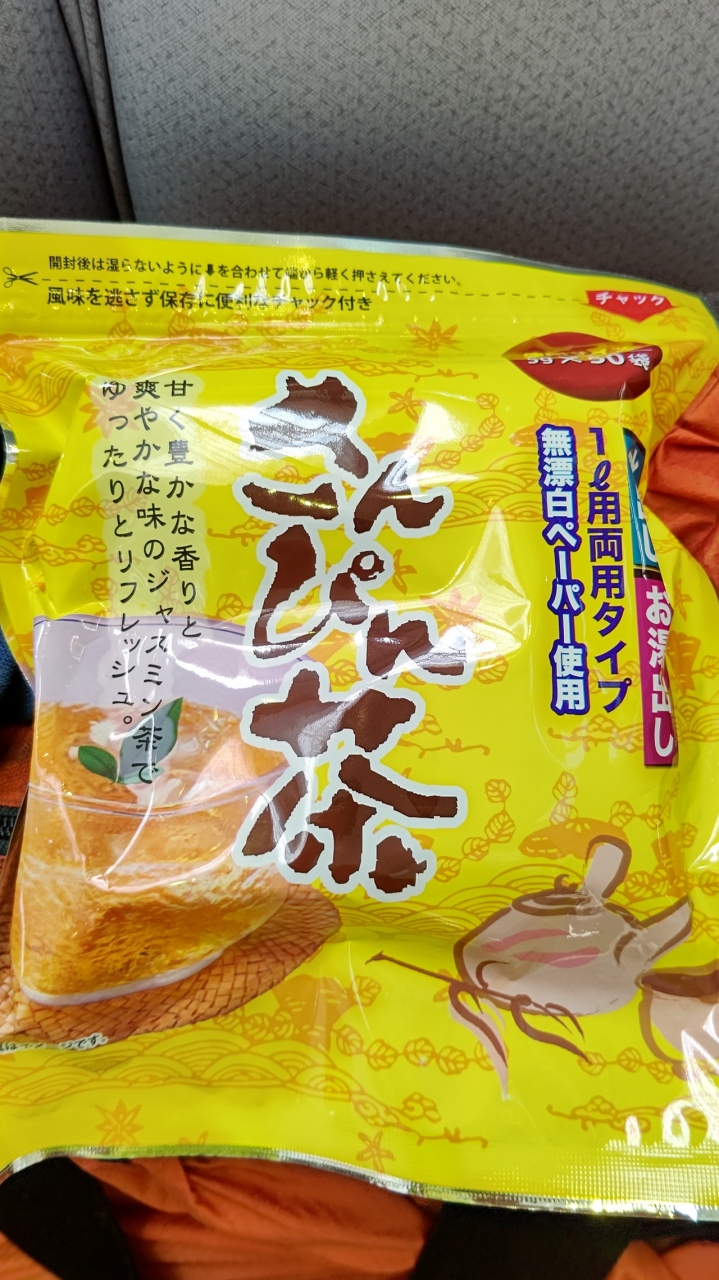 開封後は湿らないように⬇を合わせて端から軽く押さえてください。
風味を逃さず保存に便利なチャック付き
チャック
5g×50袋
お湯出し
1ℓ用両用タイプ
無漂白ペーパー使用
さんぴん茶
甘く豊かな香りと
爽やかな味のジャスミン茶で
ゆったりとリフレッシュ。